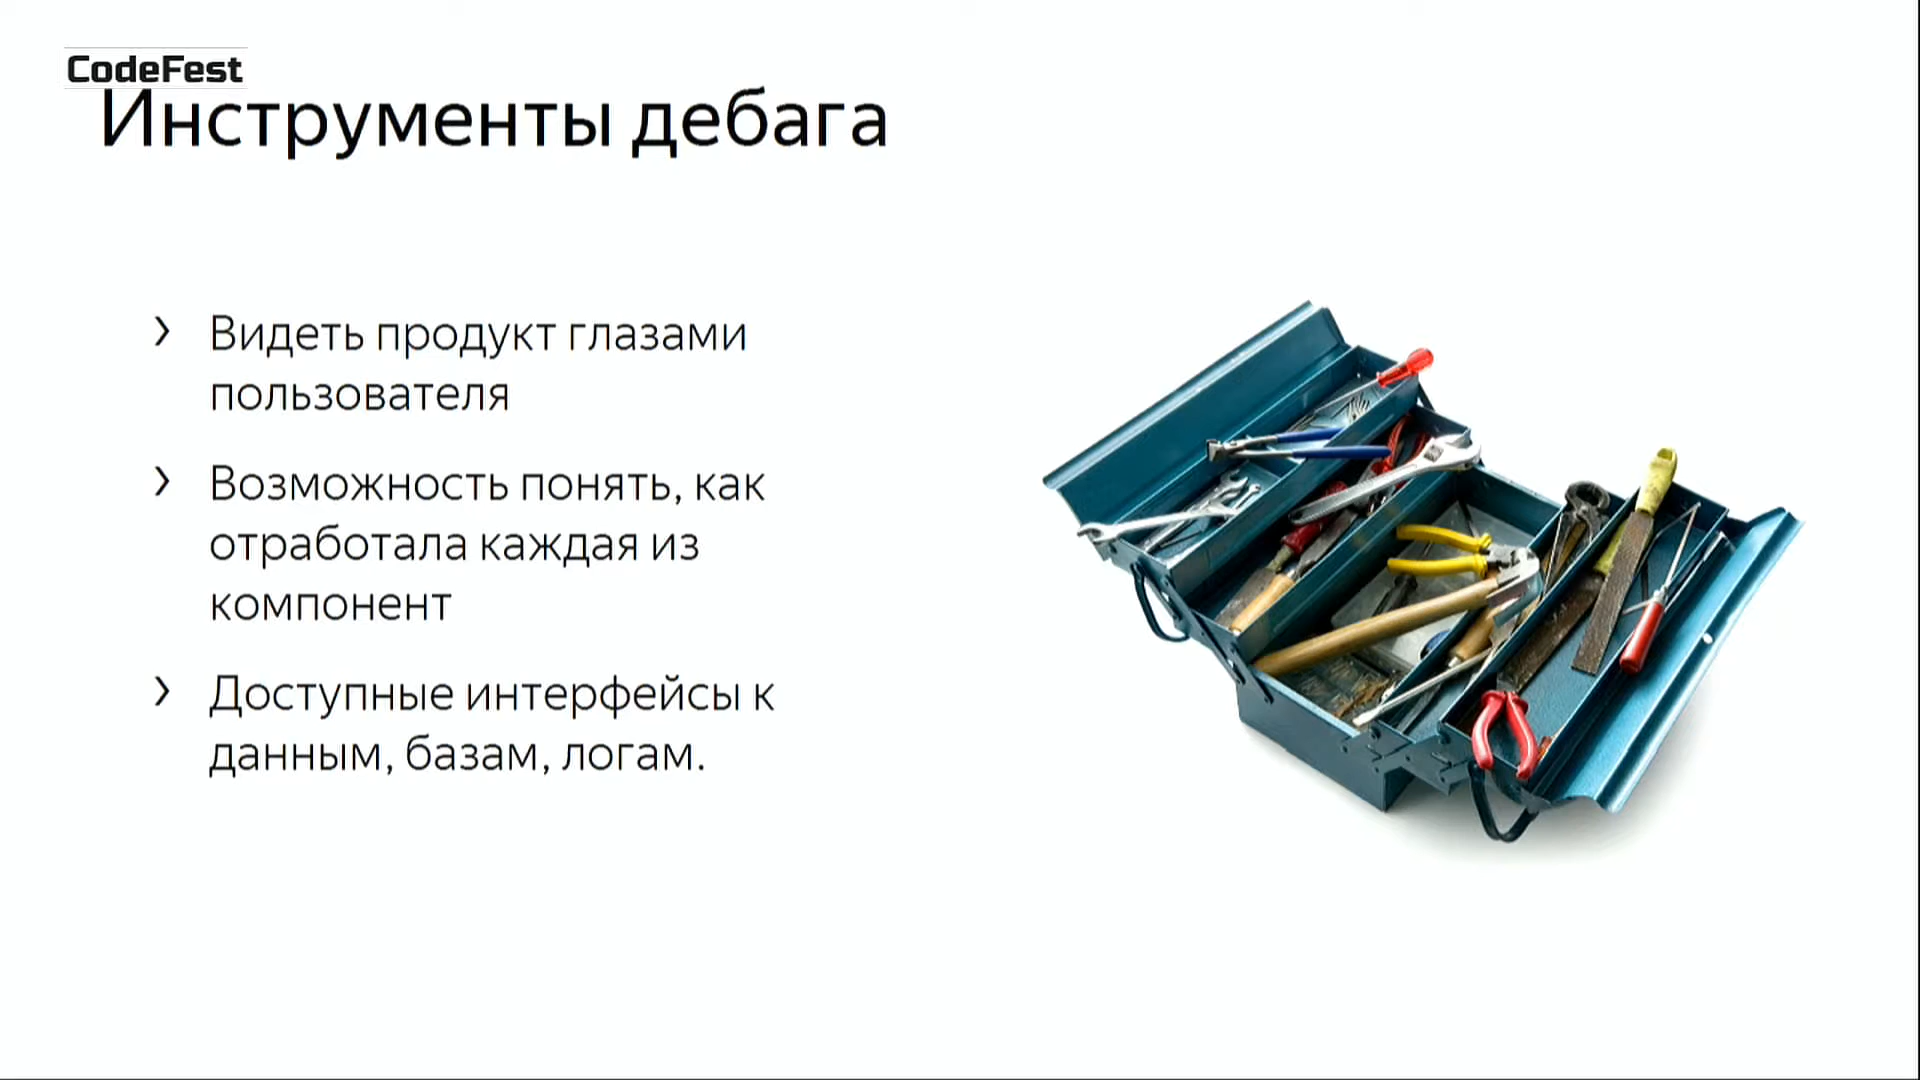 CodeFest
Инструменты дебага
› Видеть продукт глазами
пользователя
› Возможность понять, как
отработала каждая из
компонент
› Доступные интерфейсы к
данным, базам, логам.